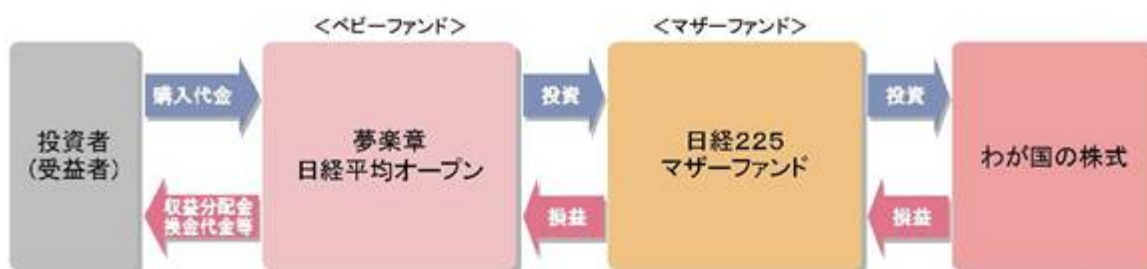 ＜ベビーファンド＞
＜マザーファンド＞
投資者
(受益者)
購入代金
収益分配金
換金代金等
夢楽章
日経平均オープン
投資
損益
日経225
マザーファンド
投資
損益
わが国の株式